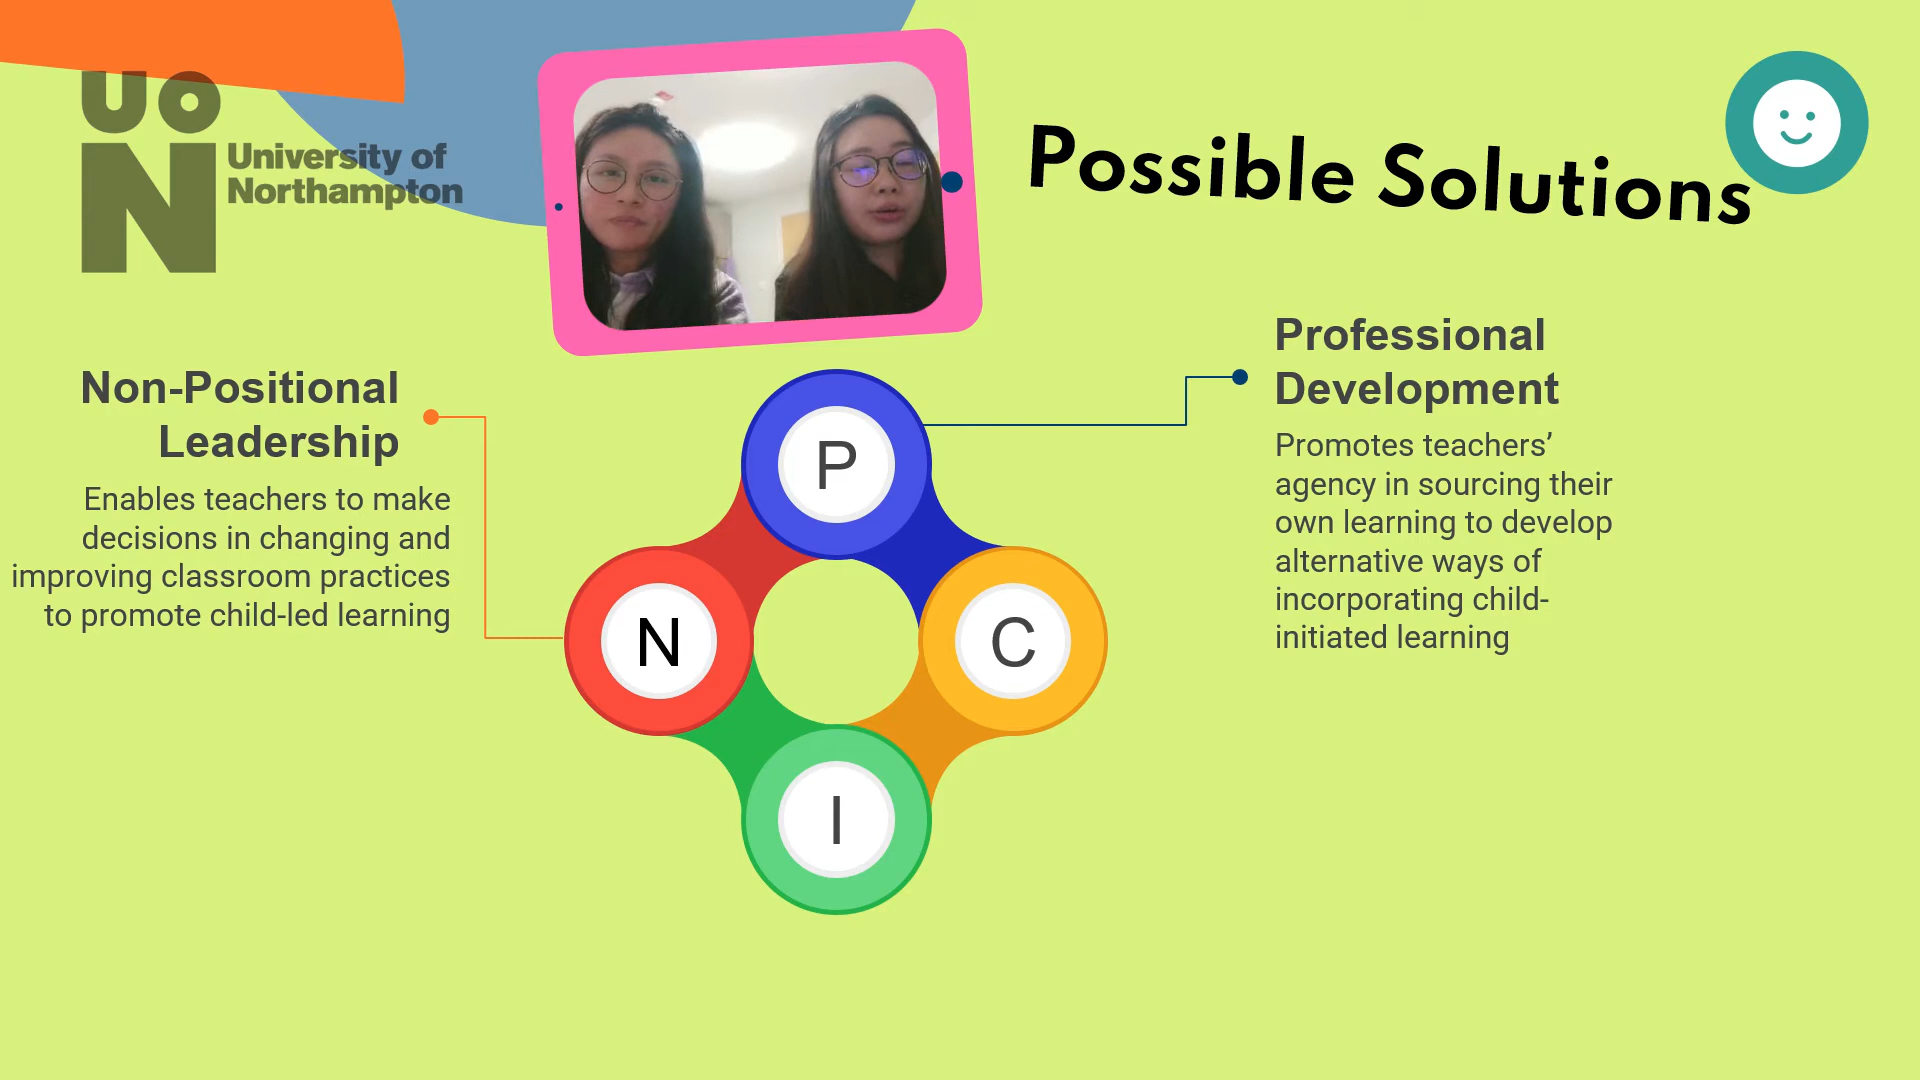 UON
University of
Northampton
Possible Solutions
Non-Positional
Leadership
Enables teachers to make
decisions in changing and
improving classroom practices
to promote child-led learning
Professional
Development
Promotes teachers’
agency in sourcing their
own learning to develop
alternative ways of
incorporating child-
initiated learning
P
N
C
I